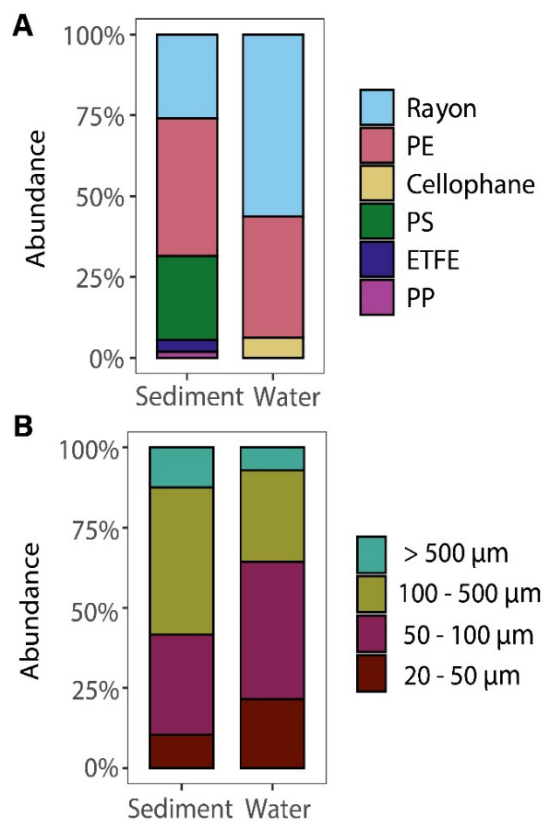 A
100%
75%
50%
25%
0%
Abundance
Sediment Water
Rayon
PE
Cellophane
PS
ETFE
PP
B
100%
75%
50%
25%
0%
Abundance
Sediment Water
> 500 µm
100 - 500 µm
50 - 100 µm
20 - 50 µm